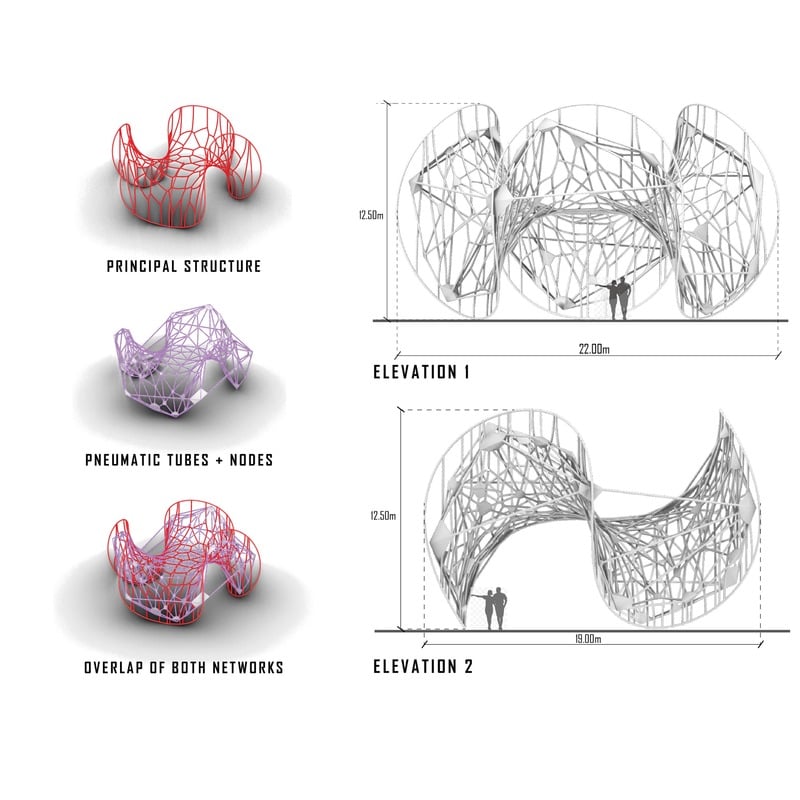 PRINCIPAL STRUCTURE
PNEUMATIC TUBES + NODES
OVERLAP OF BOTH NETWORKS
12.50m
22.00m
ELEVATION 1
12.50m
19.00m
ELEVATION 2